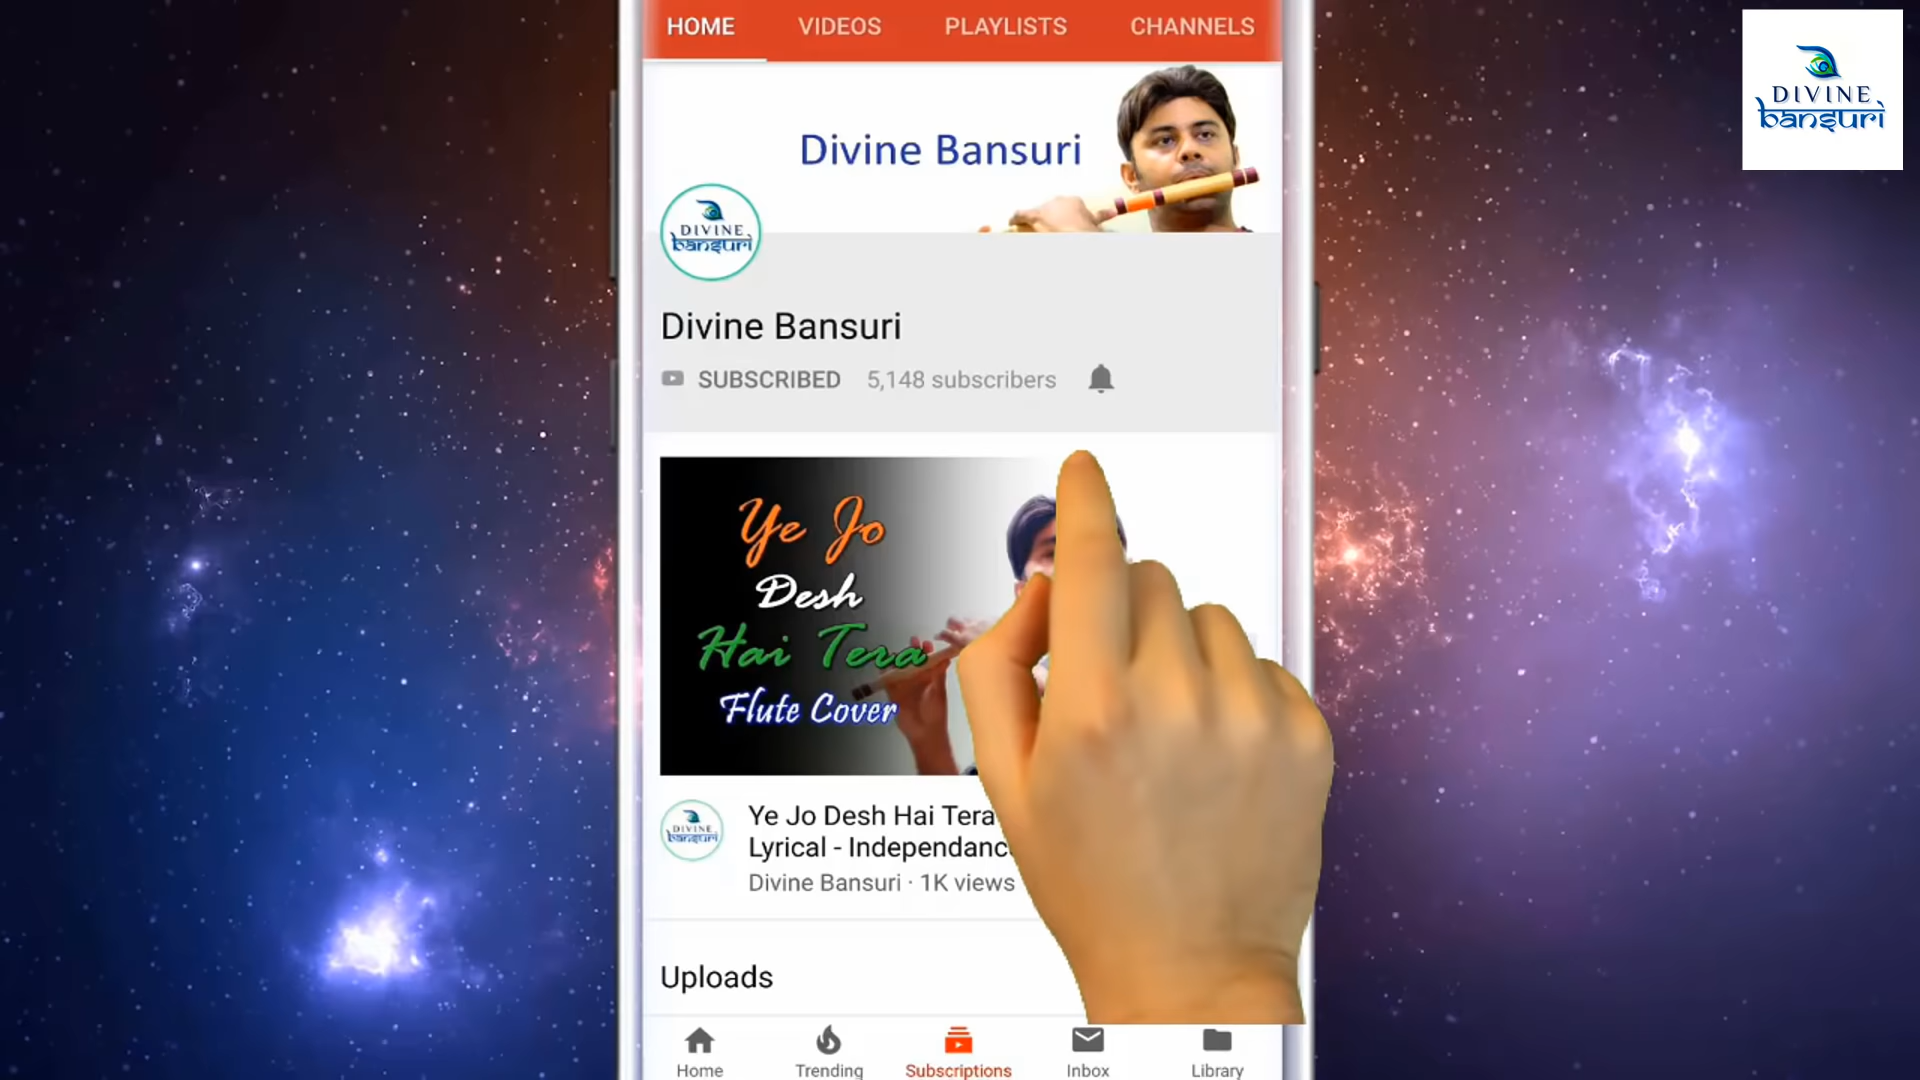 HOME VIDEOS PLAYLISTS CHANNELS
DIVINE
bansuri
Divine Bansuri
DIVINE
bansuri
Divine Bansuri
SUBSCRIBED 5,148 subscribers
Ye Jo
Desh
Hai Tera
Flute Cover
DIVINE
bansuri
Ye Jo Desh Hai Tera
Lyrical - Independanc
Divine Bansuri · 1K views
Uploads
Home Trending Subscriptions Inbox Library